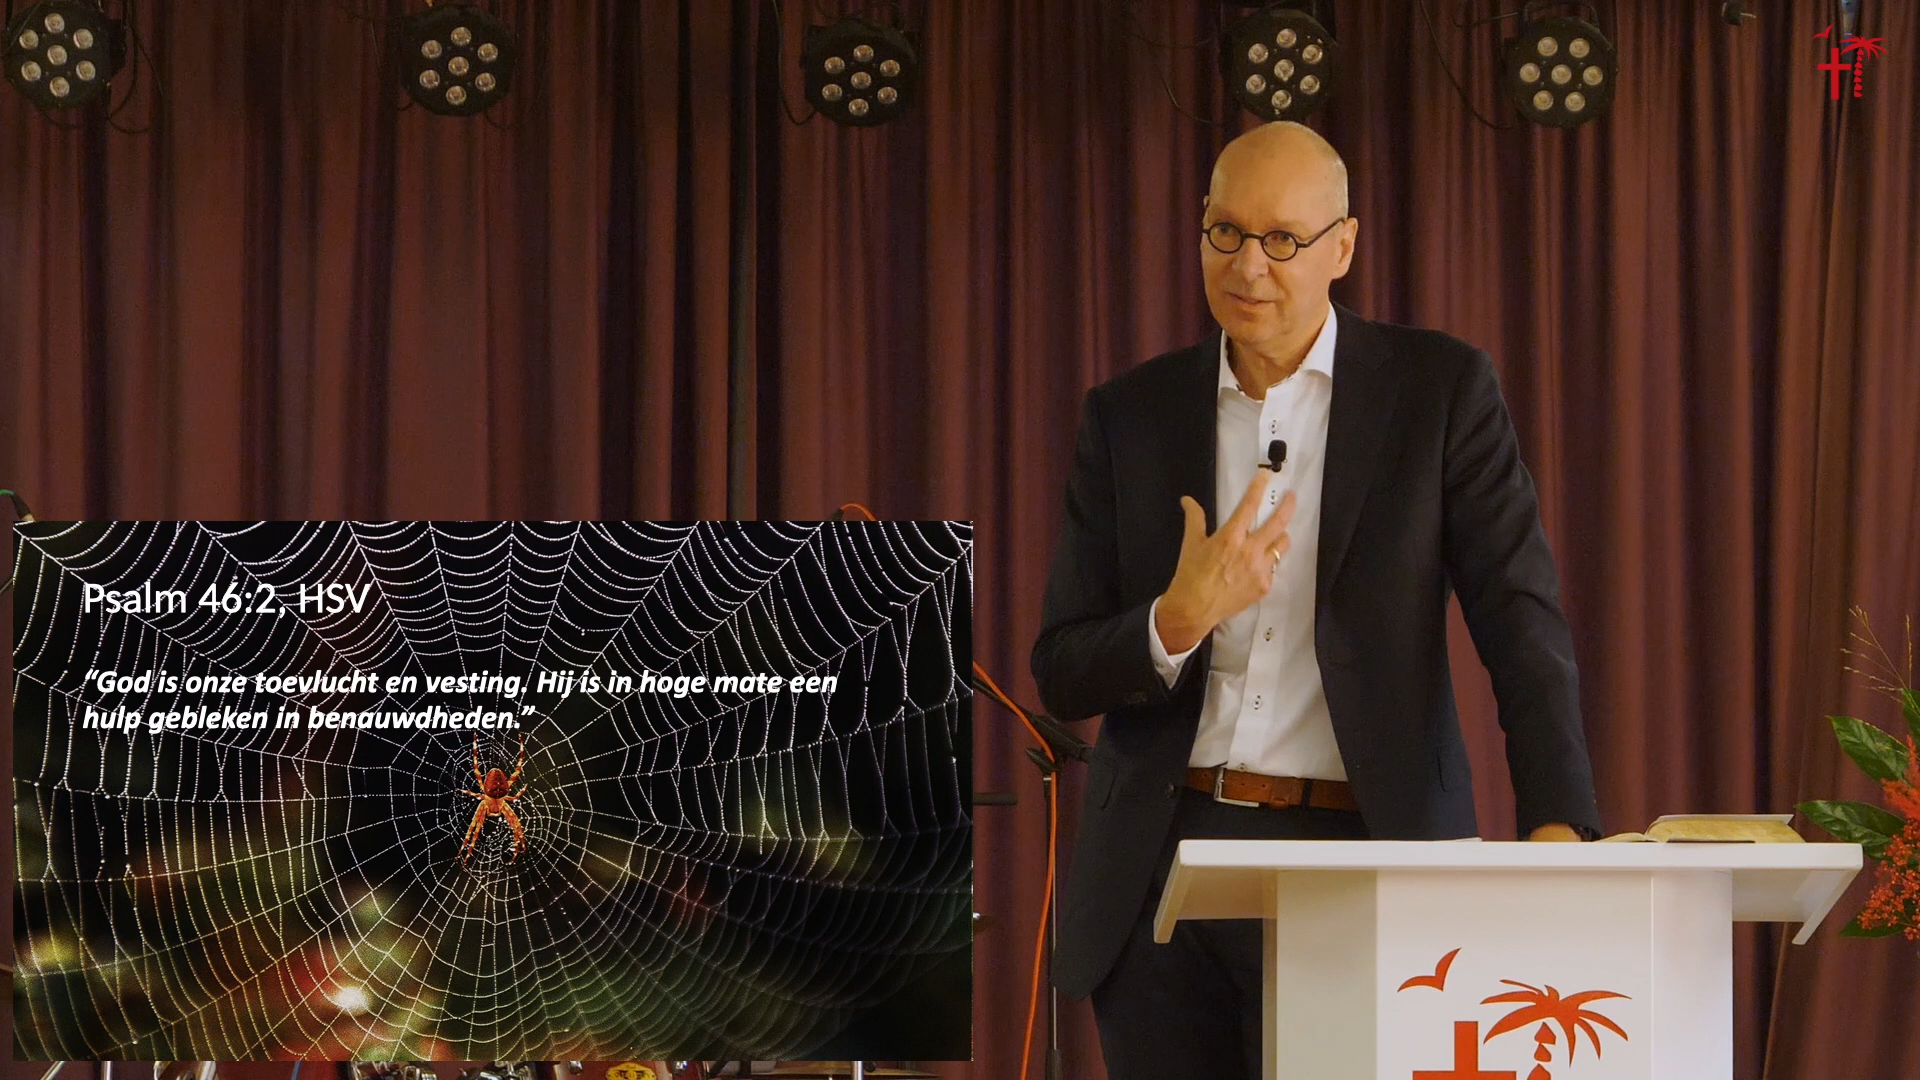 Psalm 46:2, HSV
“God is onze toevlucht en vesting. Hij is in hoge mate een
hulp gebleken in benauwdheden.”